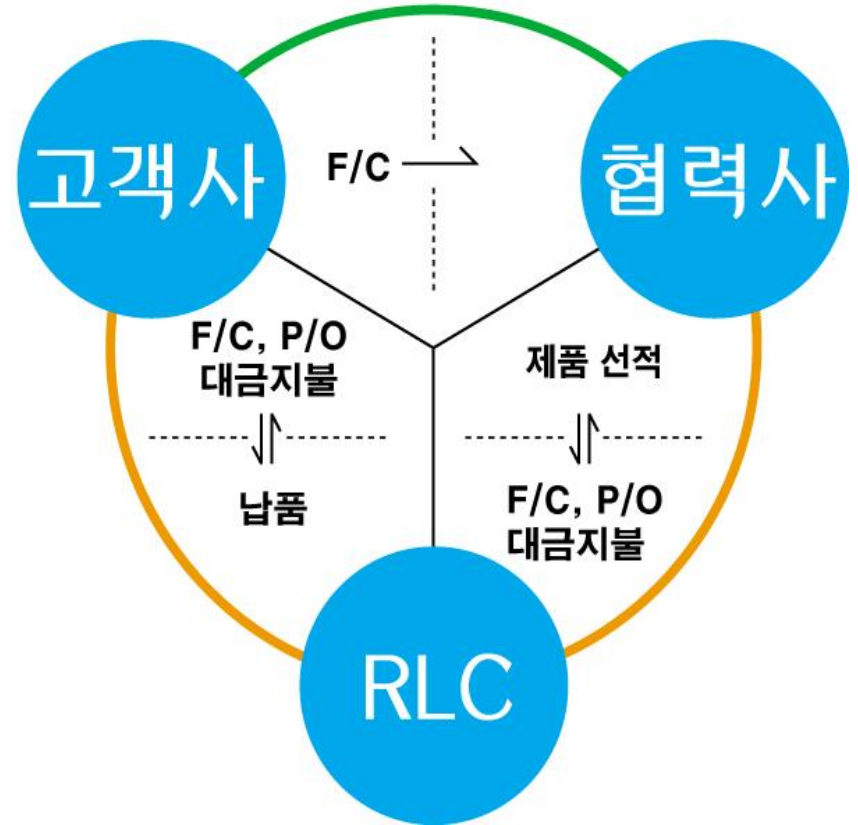 고객사
협력사
F/C
F/C, P/O
대금지불
납품
제품 선적
F/C, P/O
대금지불
RLC